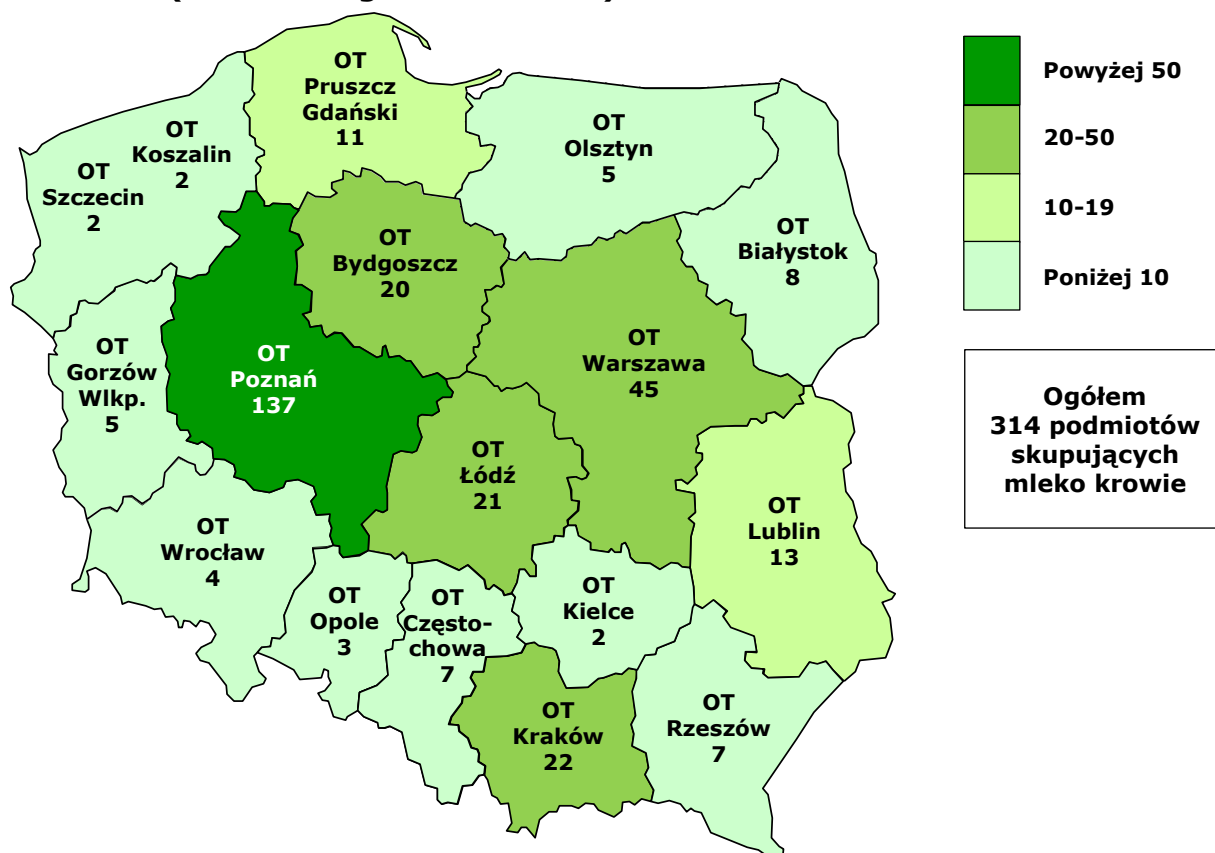 OT
Pruszcz
Gdański
11
OT
Koszalin
2
OT
Szczecin
2
OT
Olsztyn
5
OT
Białystok
8
OT
Bydgoszcz
20
OT
Gorzów
Wlkp.
5
OT
Poznań
137
OT
Warszawa
45
OT
Łódź
21
OT
Lublin
13
OT
Wrocław
4
OT
Opole
3
OT
Często-
chowa
7
OT
Kielce
2
OT
Kraków
22
OT
Rzeszów
7
Powyżej 50
20-50
10-19
Poniżej 10
Ogółem
314 podmiotów
skupujących
mleko krowie